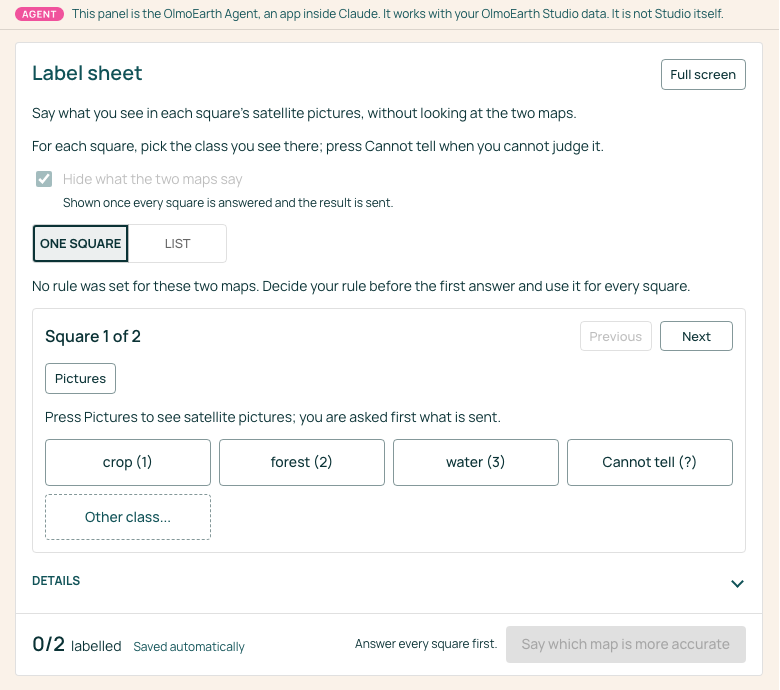 AGENT This panel is the OlmoEarth Agent, an app inside Claude. It works with your OlmoEarth Studio data. It is not Studio itself.
Label sheet
Full screen
Say what you see in each square's satellite pictures, without looking at the two maps.
For each square, pick the class you see there; press Cannot tell when you cannot judge it.
Hide what the two maps say
Shown once every square is answered and the result is sent.
ONE SQUARE LIST
No rule was set for these two maps. Decide your rule before the first answer and use it for every square.
Square 1 of 2
Previous Next
Pictures
Press Pictures to see satellite pictures; you are asked first what is sent.
crop (1) forest (2) water (3) Cannot tell (?)
Other class...
DETAILS
0/2 labelled Saved automatically Answer every square first. Say which map is more accurate